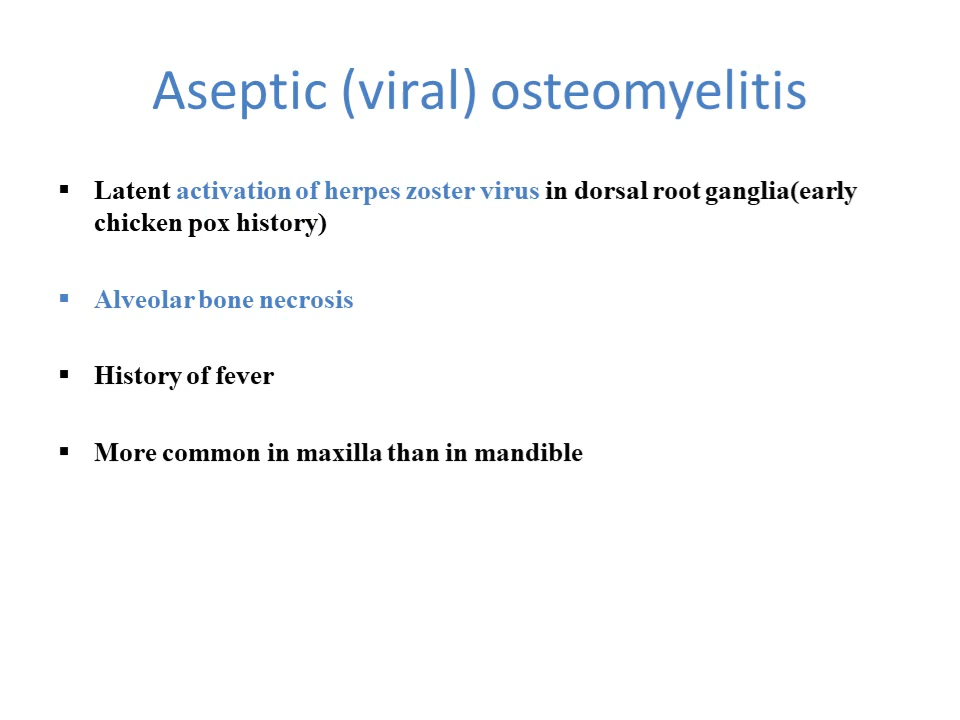 Aseptic (viral) osteomyelitis
▪ Latent activation of herpes zoster virus in dorsal root ganglia(early
chicken pox history)
▪ Alveolar bone necrosis
▪ History of fever
▪ More common in maxilla than in mandible